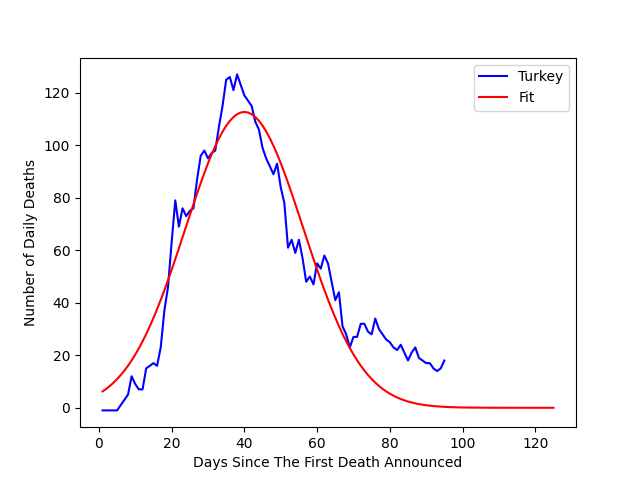 Turkey
Fit
Number of Daily Deaths
120
100
80
60
40
20
0
0 20 40 60 80 100 120
Days Since The First Death Announced